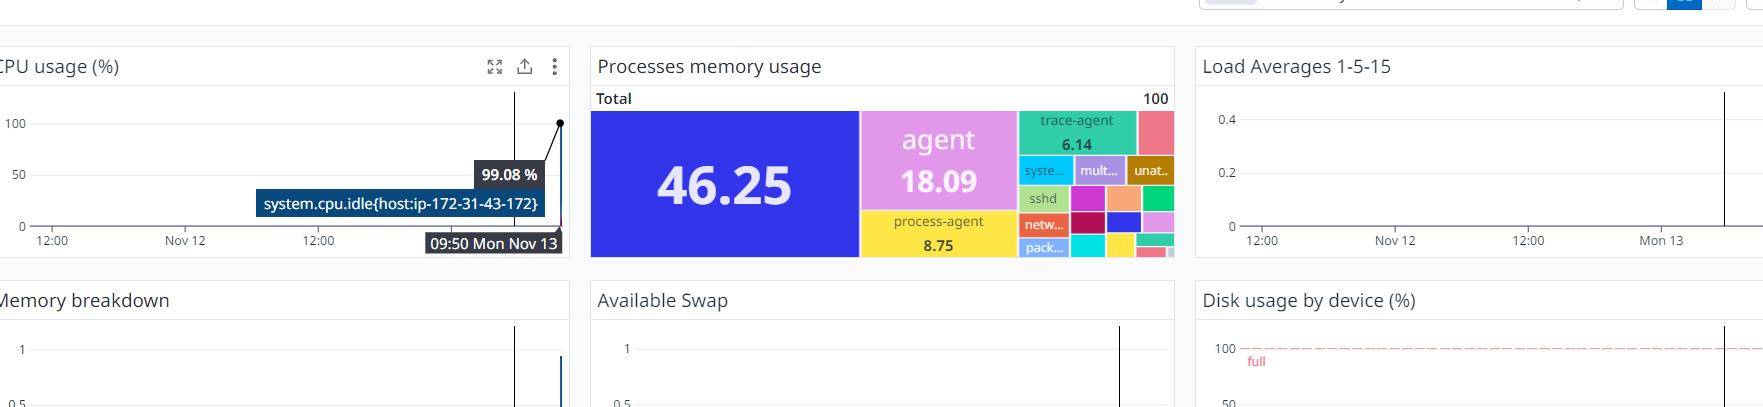 CPU usage (%)
100
50
0
12:00
Nov 12
12:00
99.08 %
system.cpu.idle{host:ip-172-31-43-172}
09:50 Mon Nov 13
Processes memory usage
Total
100
46.25
agent
18.09
process-agent
8.75
trace-agent
6.14
syste...
mult...
unat..
sshd
netw...
pack...
Load Averages 1-5-15
0.4
0.2
0
12:00
Nov 12
12:00
Mon 13
Memory breakdown
1
0.5
Available Swap
1
0.5
Disk usage by device (%)
100
full
50